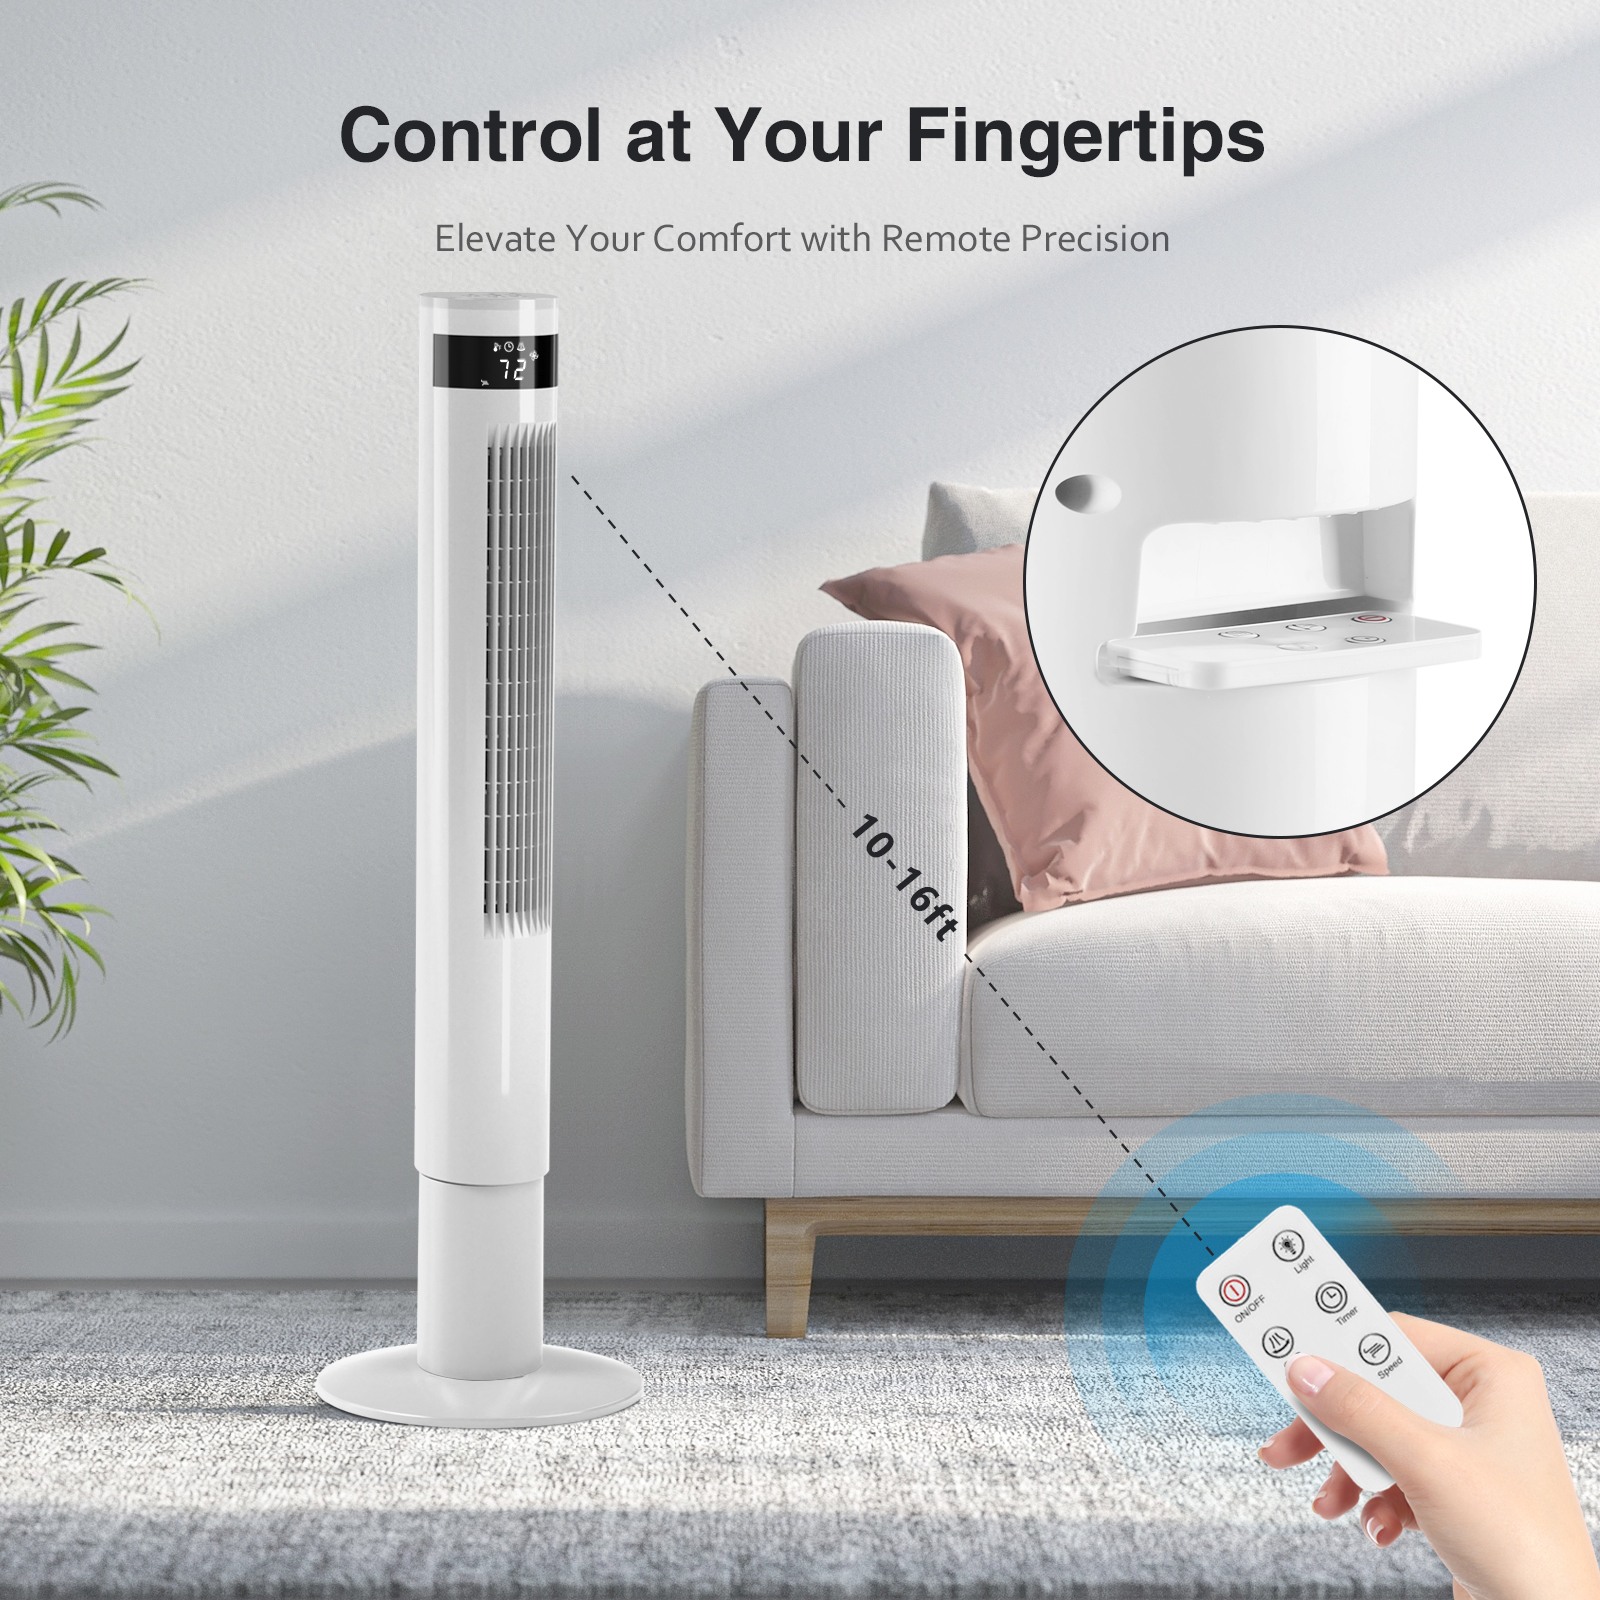 Control at Your Fingertips
Elevate Your Comfort with Remote Precision
72
10-16ft
Light
ON/OFF
Timer
Speed